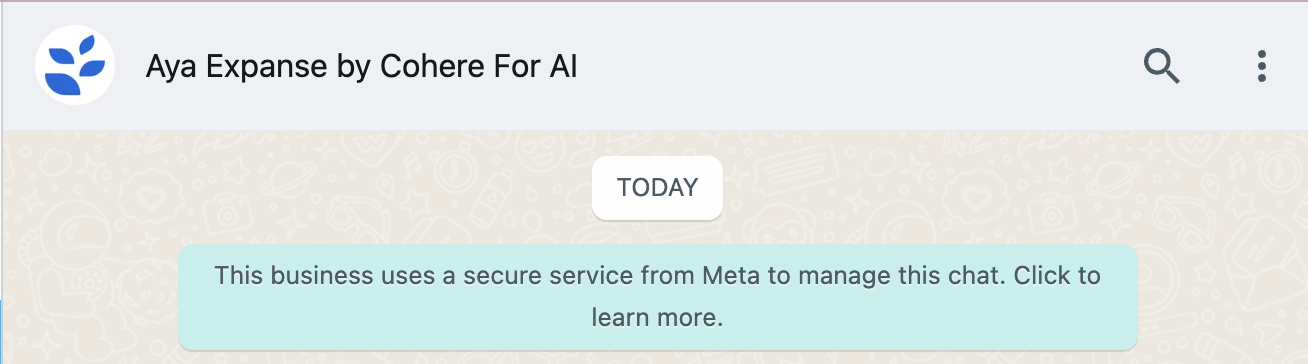 Aya Expanse by Cohere For AI
TODAY
This business uses a secure service from Meta to manage this chat. Click to
learn more.